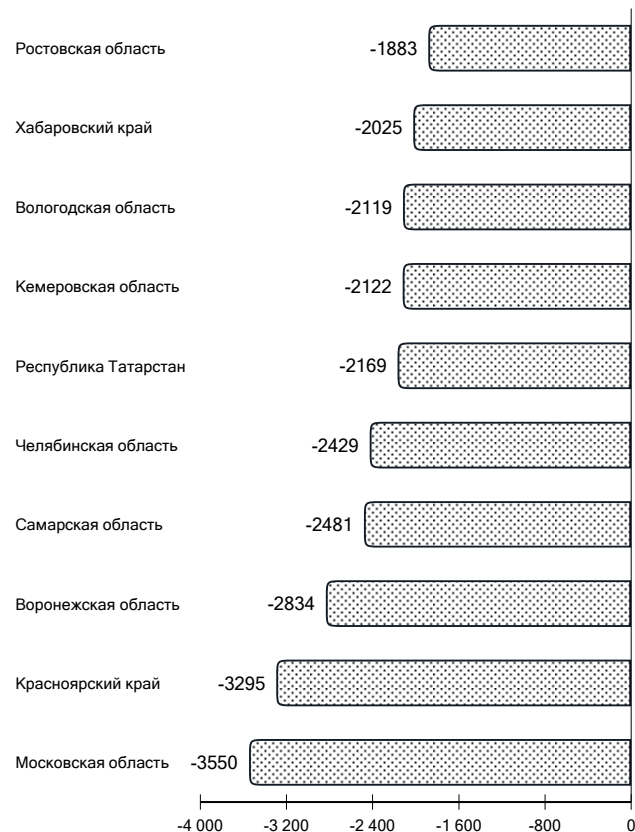 Ростовская область -1883
Хабаровский край -2025
Вологодская область -2119
Кемеровская область -2122
Республика Татарстан -2169
Челябинская область -2429
Самарская область -2481
Воронежская область -2834
Красноярский край -3295
Московская область -3550
-4 000 -3 200 -2 400 -1 600 -800 0